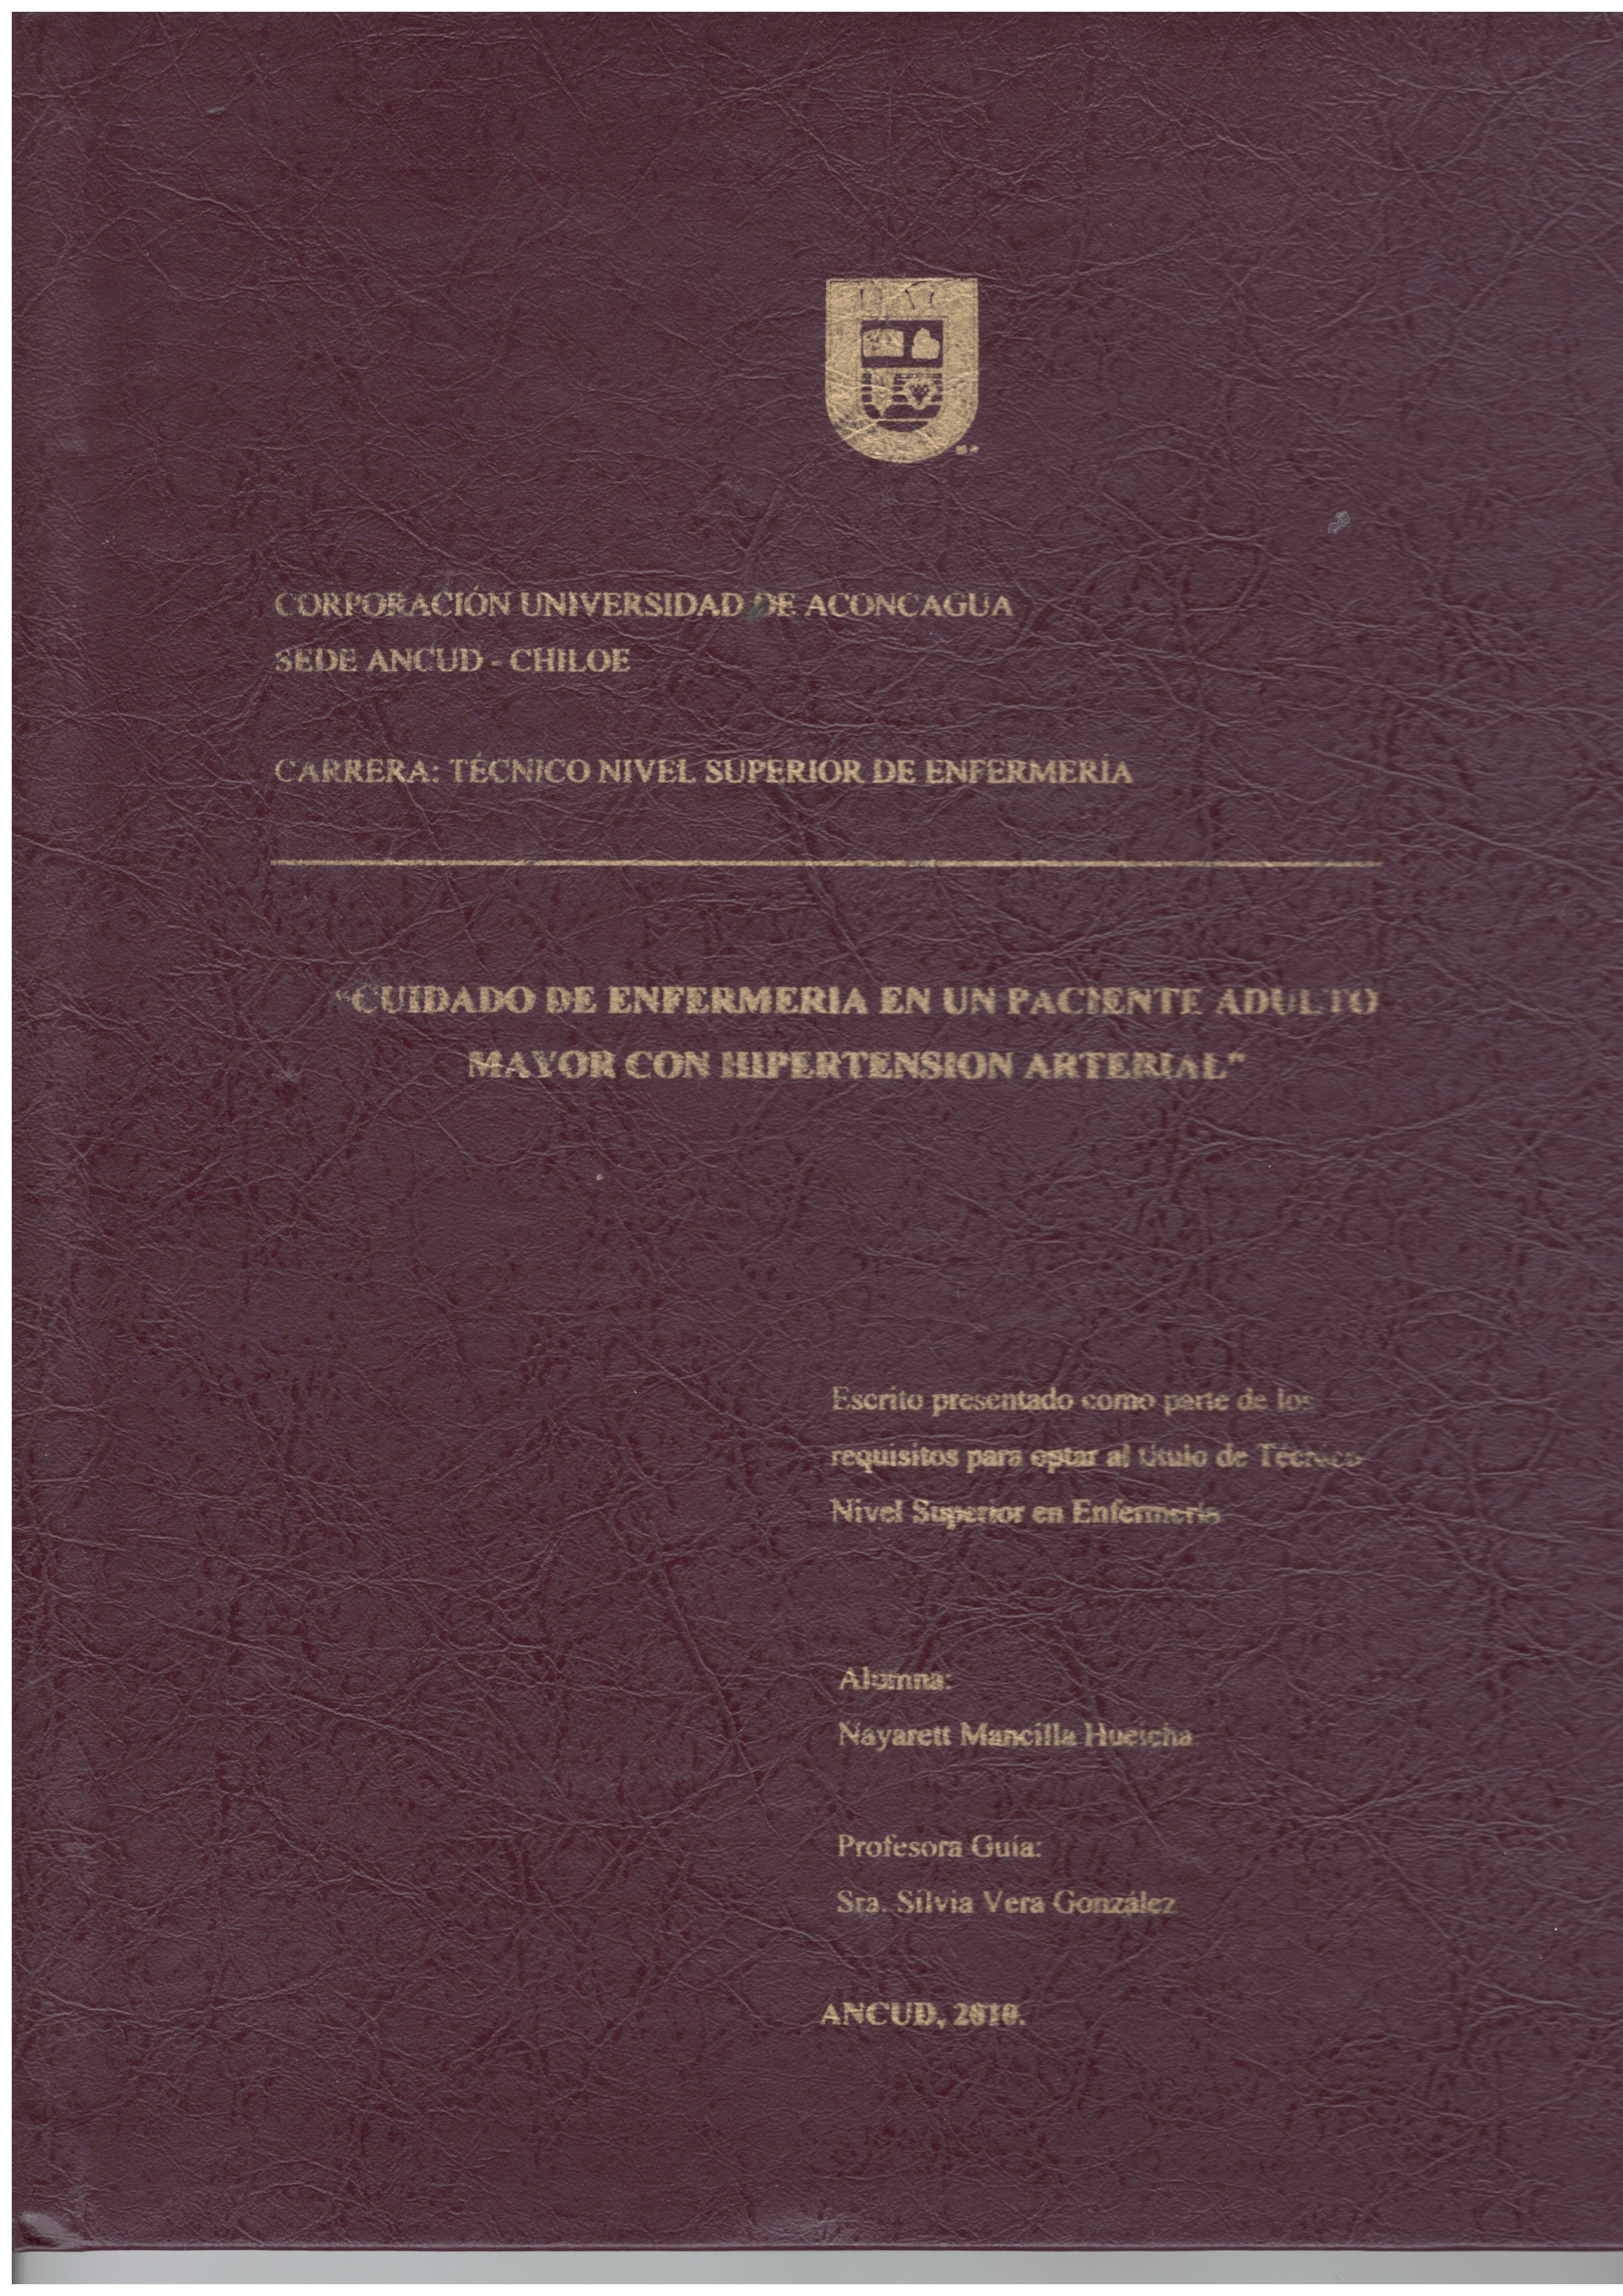 CORPORACIÓN UNIVERSIDAD DE ACONCAGUA
SEDE ANCUD - CHILOE
CARRERA: TÉCNICO NIVEL SUPERIOR DE ENFERMERÍA
"CUIDADO DE ENFERMERIA EN UN PACIENTE ADULTO
MAYOR CON HIPERTENSION ARTERIAL"
Escrito presentado como parte de los
requisitos para optar al título de Técnico
Nivel Superior en Enfermería
Alumna:
Nayarett Mancilla Hueicha
Profesora Guía:
Sra. Silvia Vera González
ANCUD, 2010.